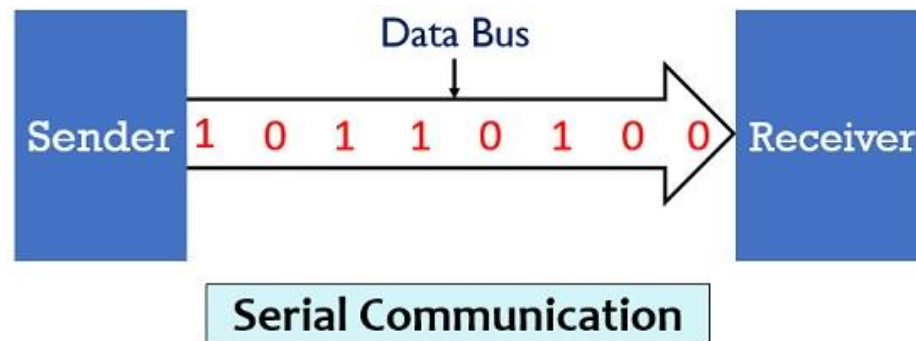 Data Bus
Sender 1 0 1 1 0 1 0 0 Receiver
Serial Communication